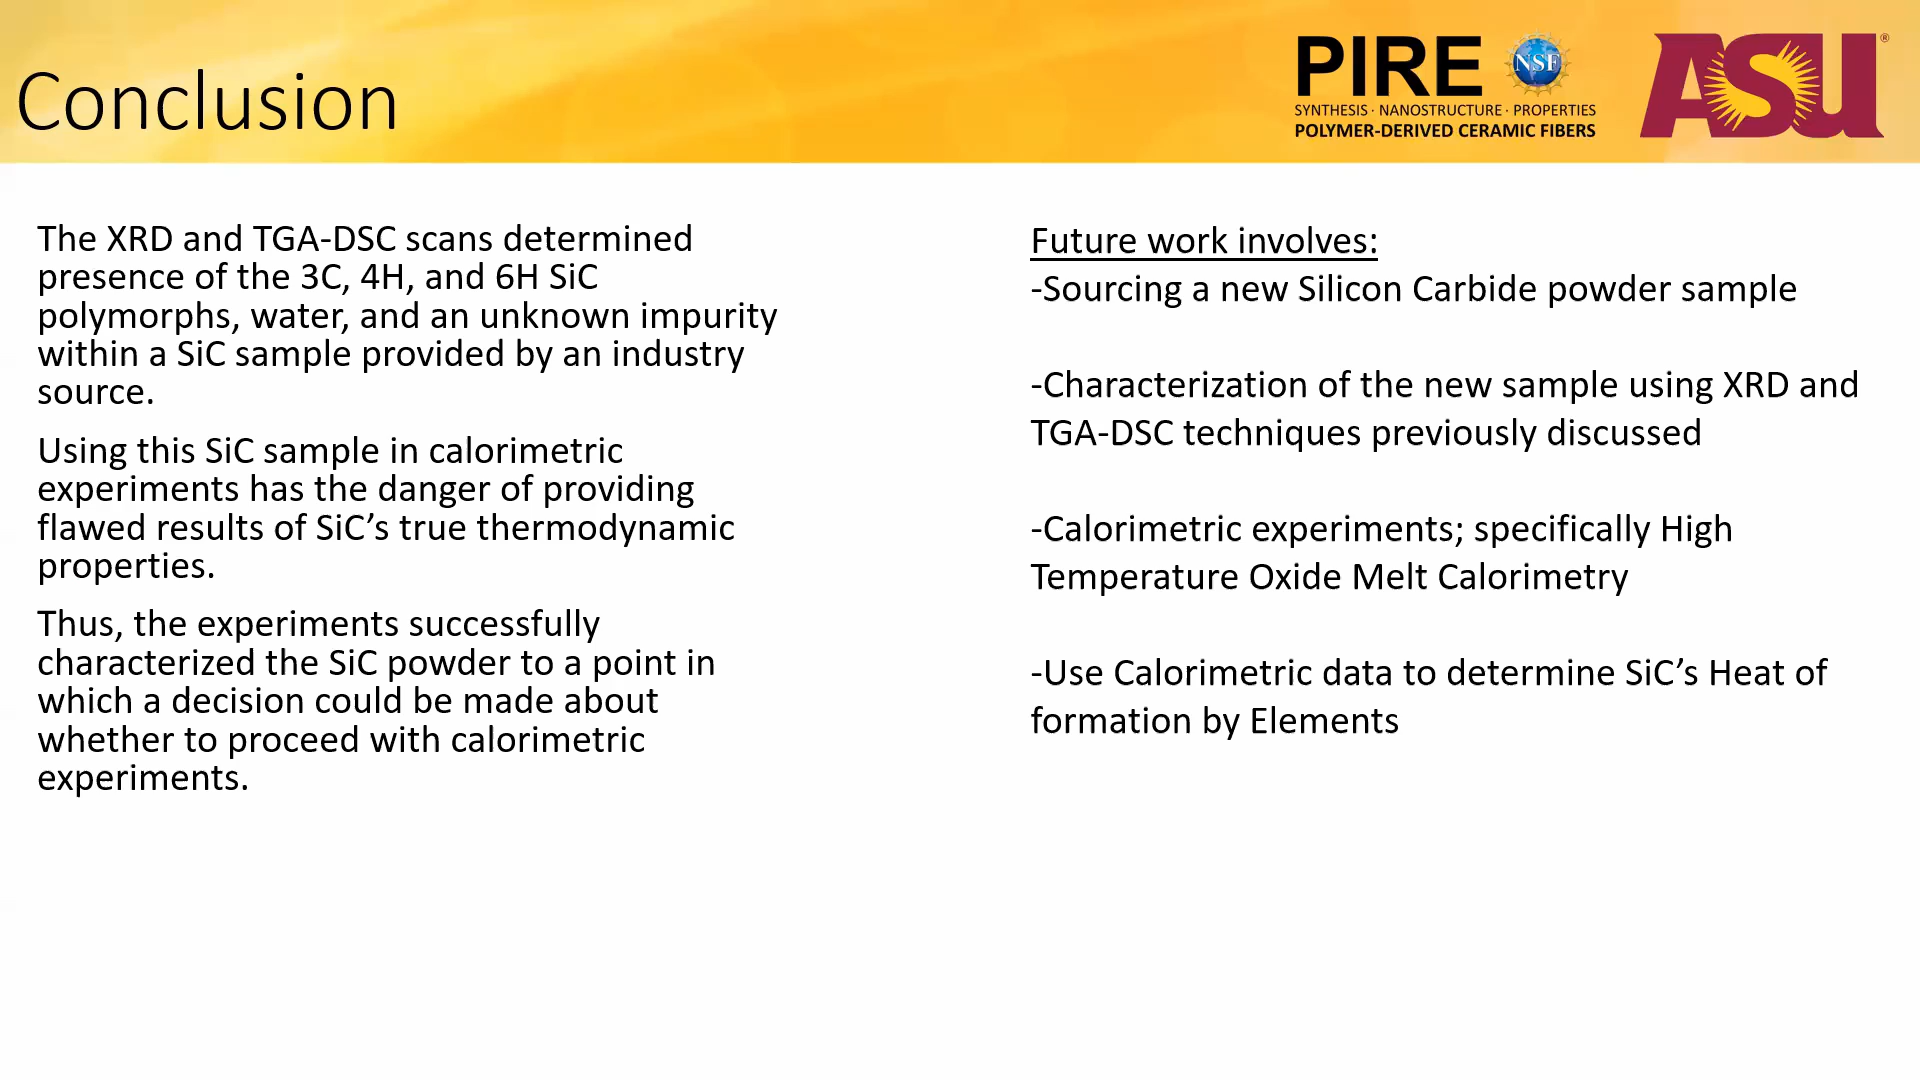 Conclusion
PIRE NSF
SYNTHESIS · NANOSTRUCTURE · PROPERTIES
POLYMER-DERIVED CERAMIC FIBERS
ASU®
The XRD and TGA-DSC scans determined
presence of the 3C, 4H, and 6H SiC
polymorphs, water, and an unknown impurity
within a SiC sample provided by an industry
source.
Using this SiC sample in calorimetric
experiments has the danger of providing
flawed results of SiC’s true thermodynamic
properties.
Thus, the experiments successfully
characterized the SiC powder to a point in
which a decision could be made about
whether to proceed with calorimetric
experiments.
Future work involves:
-Sourcing a new Silicon Carbide powder sample
-Characterization of the new sample using XRD and
TGA-DSC techniques previously discussed
-Calorimetric experiments; specifically High
Temperature Oxide Melt Calorimetry
-Use Calorimetric data to determine SiC’s Heat of
formation by Elements